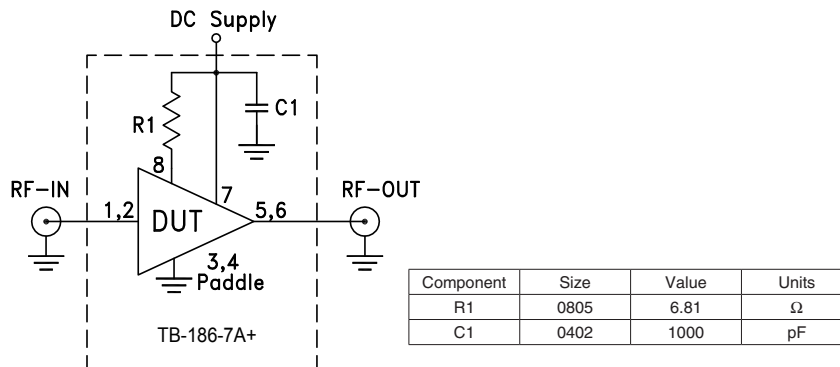 DC Supply
R1
C1
8
7
RF-IN
RF-OUT
1,2
DUT
5,6
3,4
Paddle
TB-186-7A+
Component Size Value Units
R1 0805 6.81 Ω
C1 0402 1000 pF